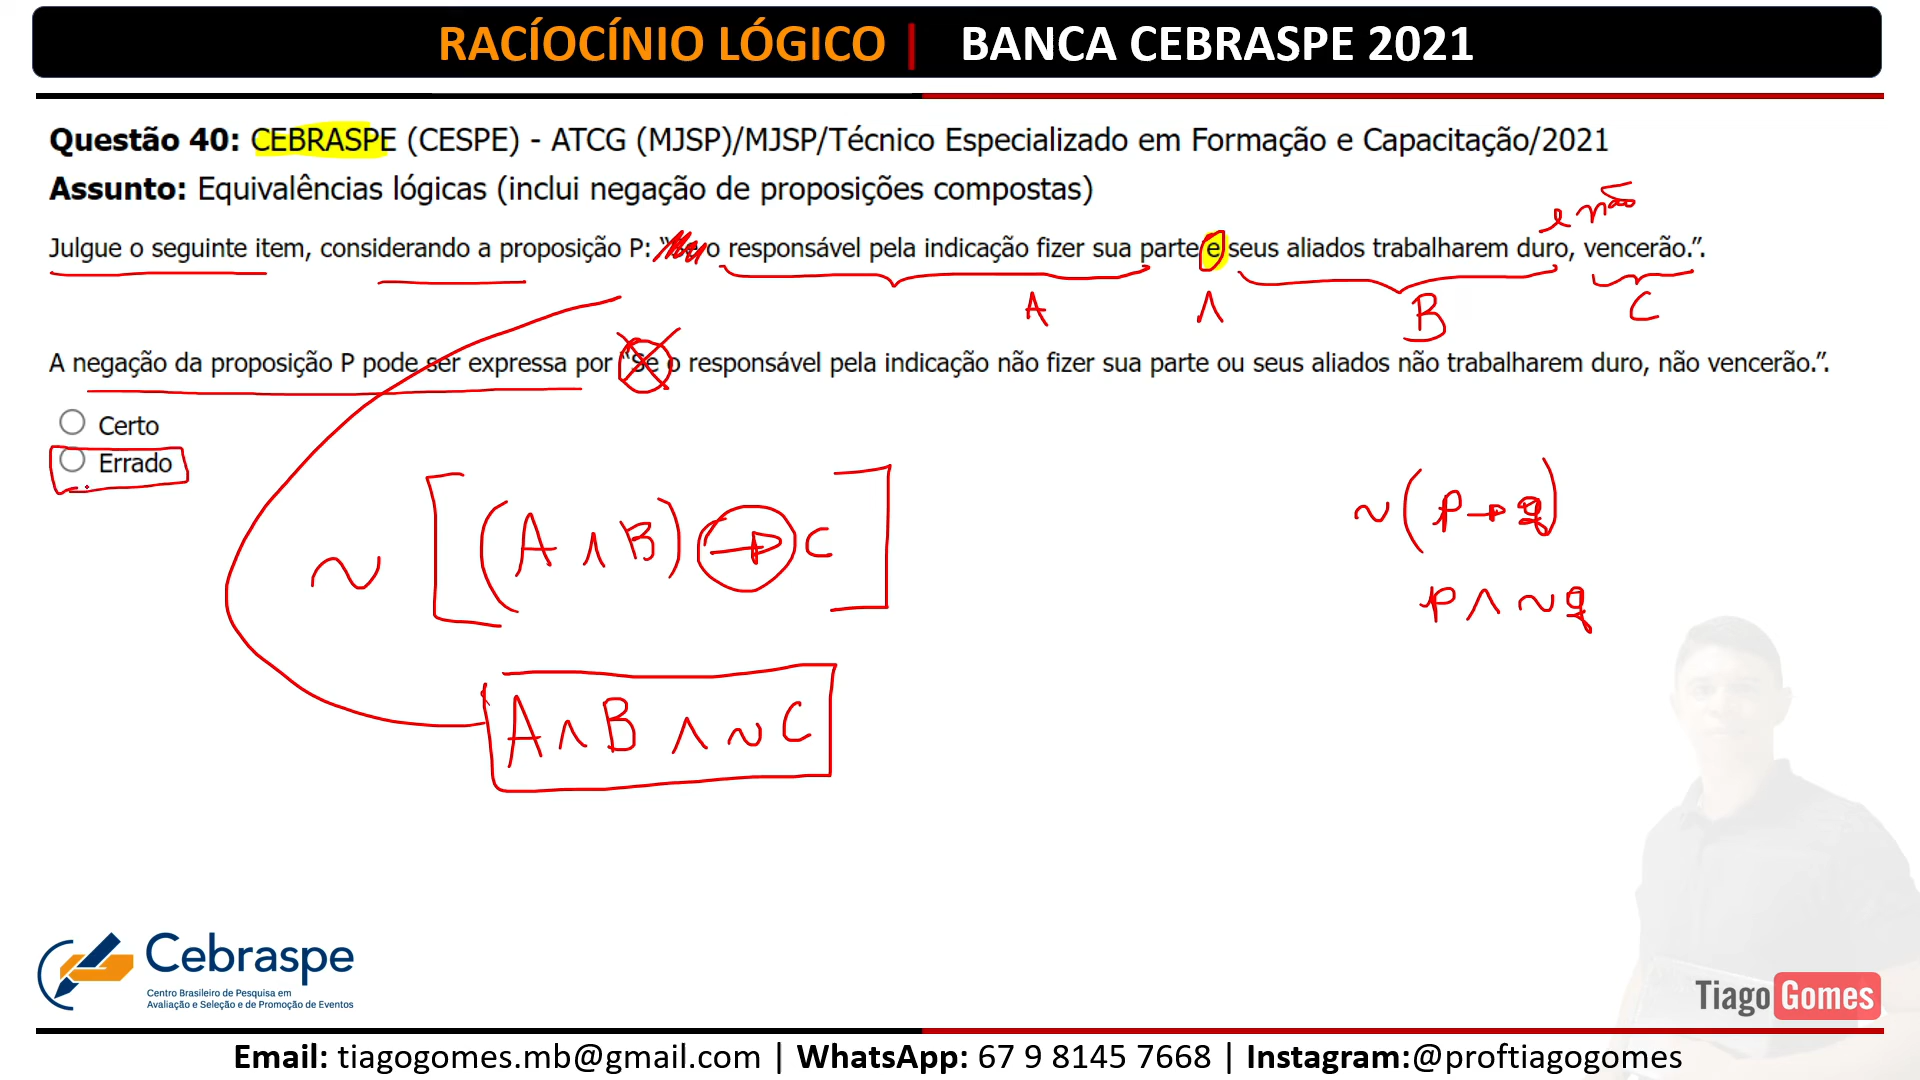 RACÍOCÍNIO LÓGICO | BANCA CEBRASPE 2021
Questão 40: CEBRASPE (CESPE) - ATCG (MJSP)/MJSP/Técnico Especializado em Formação e Capacitação/2021
Assunto: Equivalências lógicas (inclui negação de proposições compostas)
e não
Julgue o seguinte item, considerando a proposição P: “Se o responsável pela indicação fizer sua parte e seus aliados trabalharem duro, vencerão.”.
A ∧ B C
A negação da proposição P pode ser expressa por “Se o responsável pela indicação não fizer sua parte ou seus aliados não trabalharem duro, não vencerão.”.
Certo
Errado
~ [(A ∧ B) → C]
~ (p → q)
p ∧ ~ q
A ∧ B ∧ ~ C
Cebraspe
Centro Brasileiro de Pesquisa em
Avaliação e Seleção e de Promoção de Eventos
Tiago Gomes
Email: tiagogomes.mb@gmail.com | WhatsApp: 67 9 8145 7668 | Instagram:@proftiagogomes